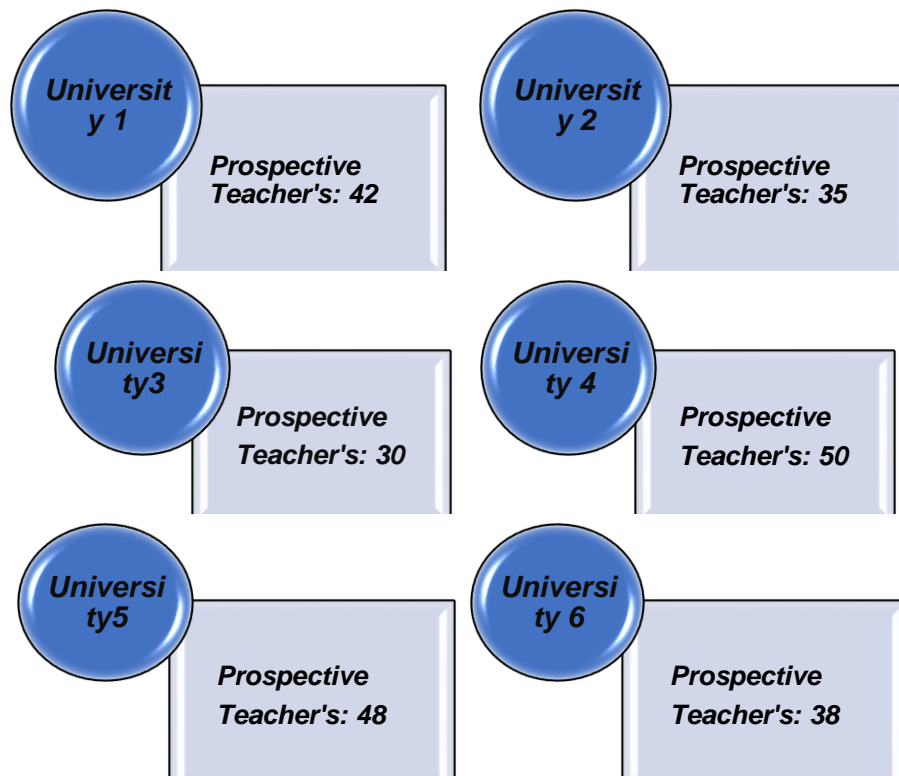 Universit
y 1
Prospective
Teacher's: 42
Universit
y 2
Prospective
Teacher's: 35
Universi
ty3
Prospective
Teacher's: 30
Universi
ty 4
Prospective
Teacher's: 50
Universi
ty5
Prospective
Teacher's: 48
Universi
ty 6
Prospective
Teacher's: 38